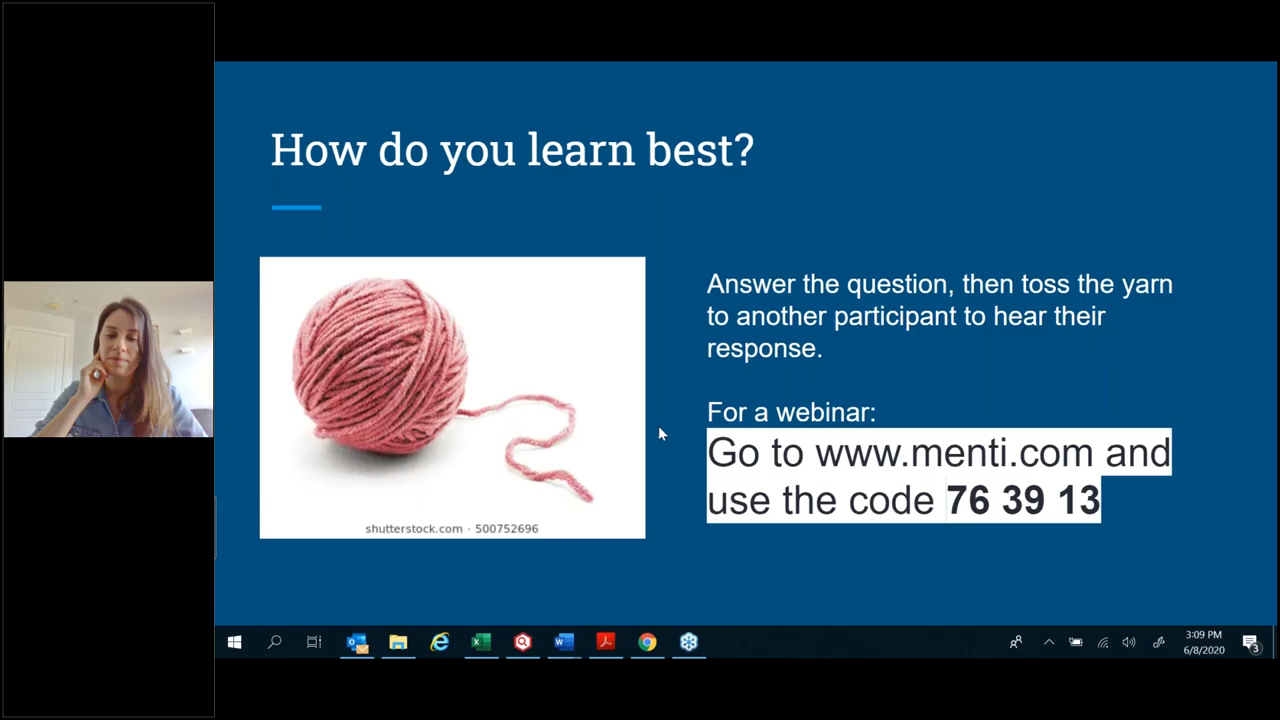 How do you learn best?
Answer the question, then toss the yarn
to another participant to hear their
response.
For a webinar:
Go to www.menti.com and
use the code 76 39 13
shutterstock.com · 500752696
3:09 PM
6/8/2020
3